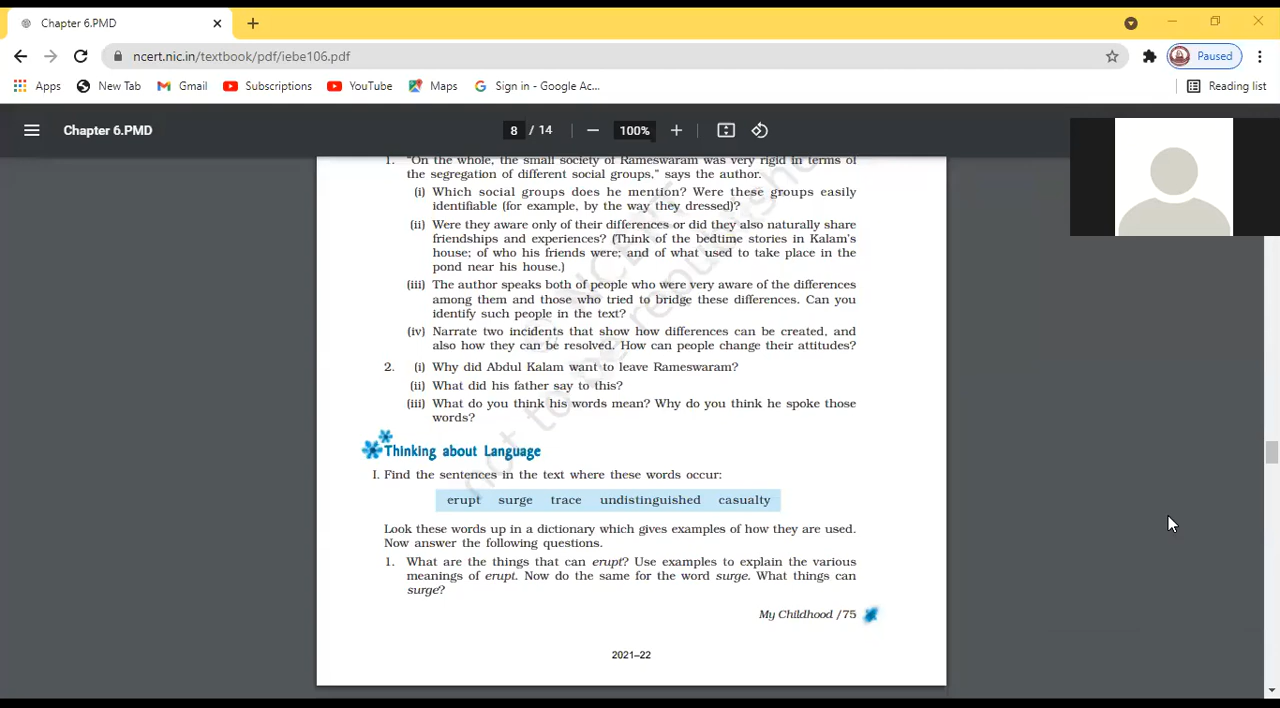 Chapter 6.PMD
ncert.nic.in/textbook/pdf/iebe106.pdf
Paused
Apps New Tab Gmail Subscriptions YouTube Maps Sign in - Google Ac... Reading list
Chapter 6.PMD 8 / 14 100%
1. "On the whole, the small society of Rameswaram was very rigid in terms of
the segregation of different social groups," says the author.
(i) Which social groups does he mention? Were these groups easily
identifiable (for example, by the way they dressed)?
(ii) Were they aware only of their differences or did they also naturally share
friendships and experiences? (Think of the bedtime stories in Kalam's
house; of who his friends were; and of what used to take place in the
pond near his house.)
(iii) The author speaks both of people who were very aware of the differences
among them and those who tried to bridge these differences. Can you
identify such people in the text?
(iv) Narrate two incidents that show how differences can be created, and
also how they can be resolved. How can people change their attitudes?
2. (i) Why did Abdul Kalam want to leave Rameswaram?
(ii) What did his father say to this?
(iii) What do you think his words mean? Why do you think he spoke those
words?
Thinking about Language
I. Find the sentences in the text where these words occur:
erupt surge trace undistinguished casualty
Look these words up in a dictionary which gives examples of how they are used.
Now answer the following questions.
1. What are the things that can erupt? Use examples to explain the various
meanings of erupt. Now do the same for the word surge. What things can
surge?
My Childhood /75
2021–22
not to be republished